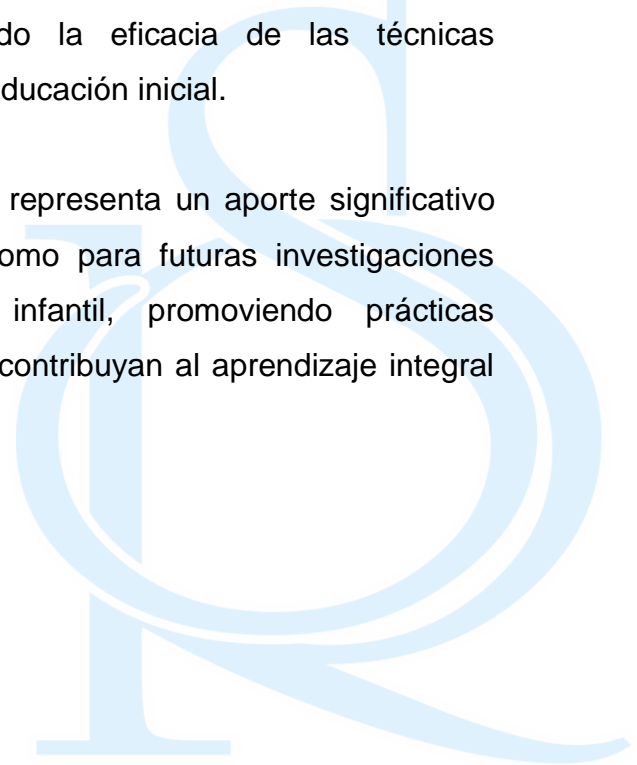 do la eficacia de las técnicas
ducación inicial.
representa un aporte significativo
omo para futuras investigaciones
infantil, promoviendo prácticas
contribuyan al aprendizaje integral